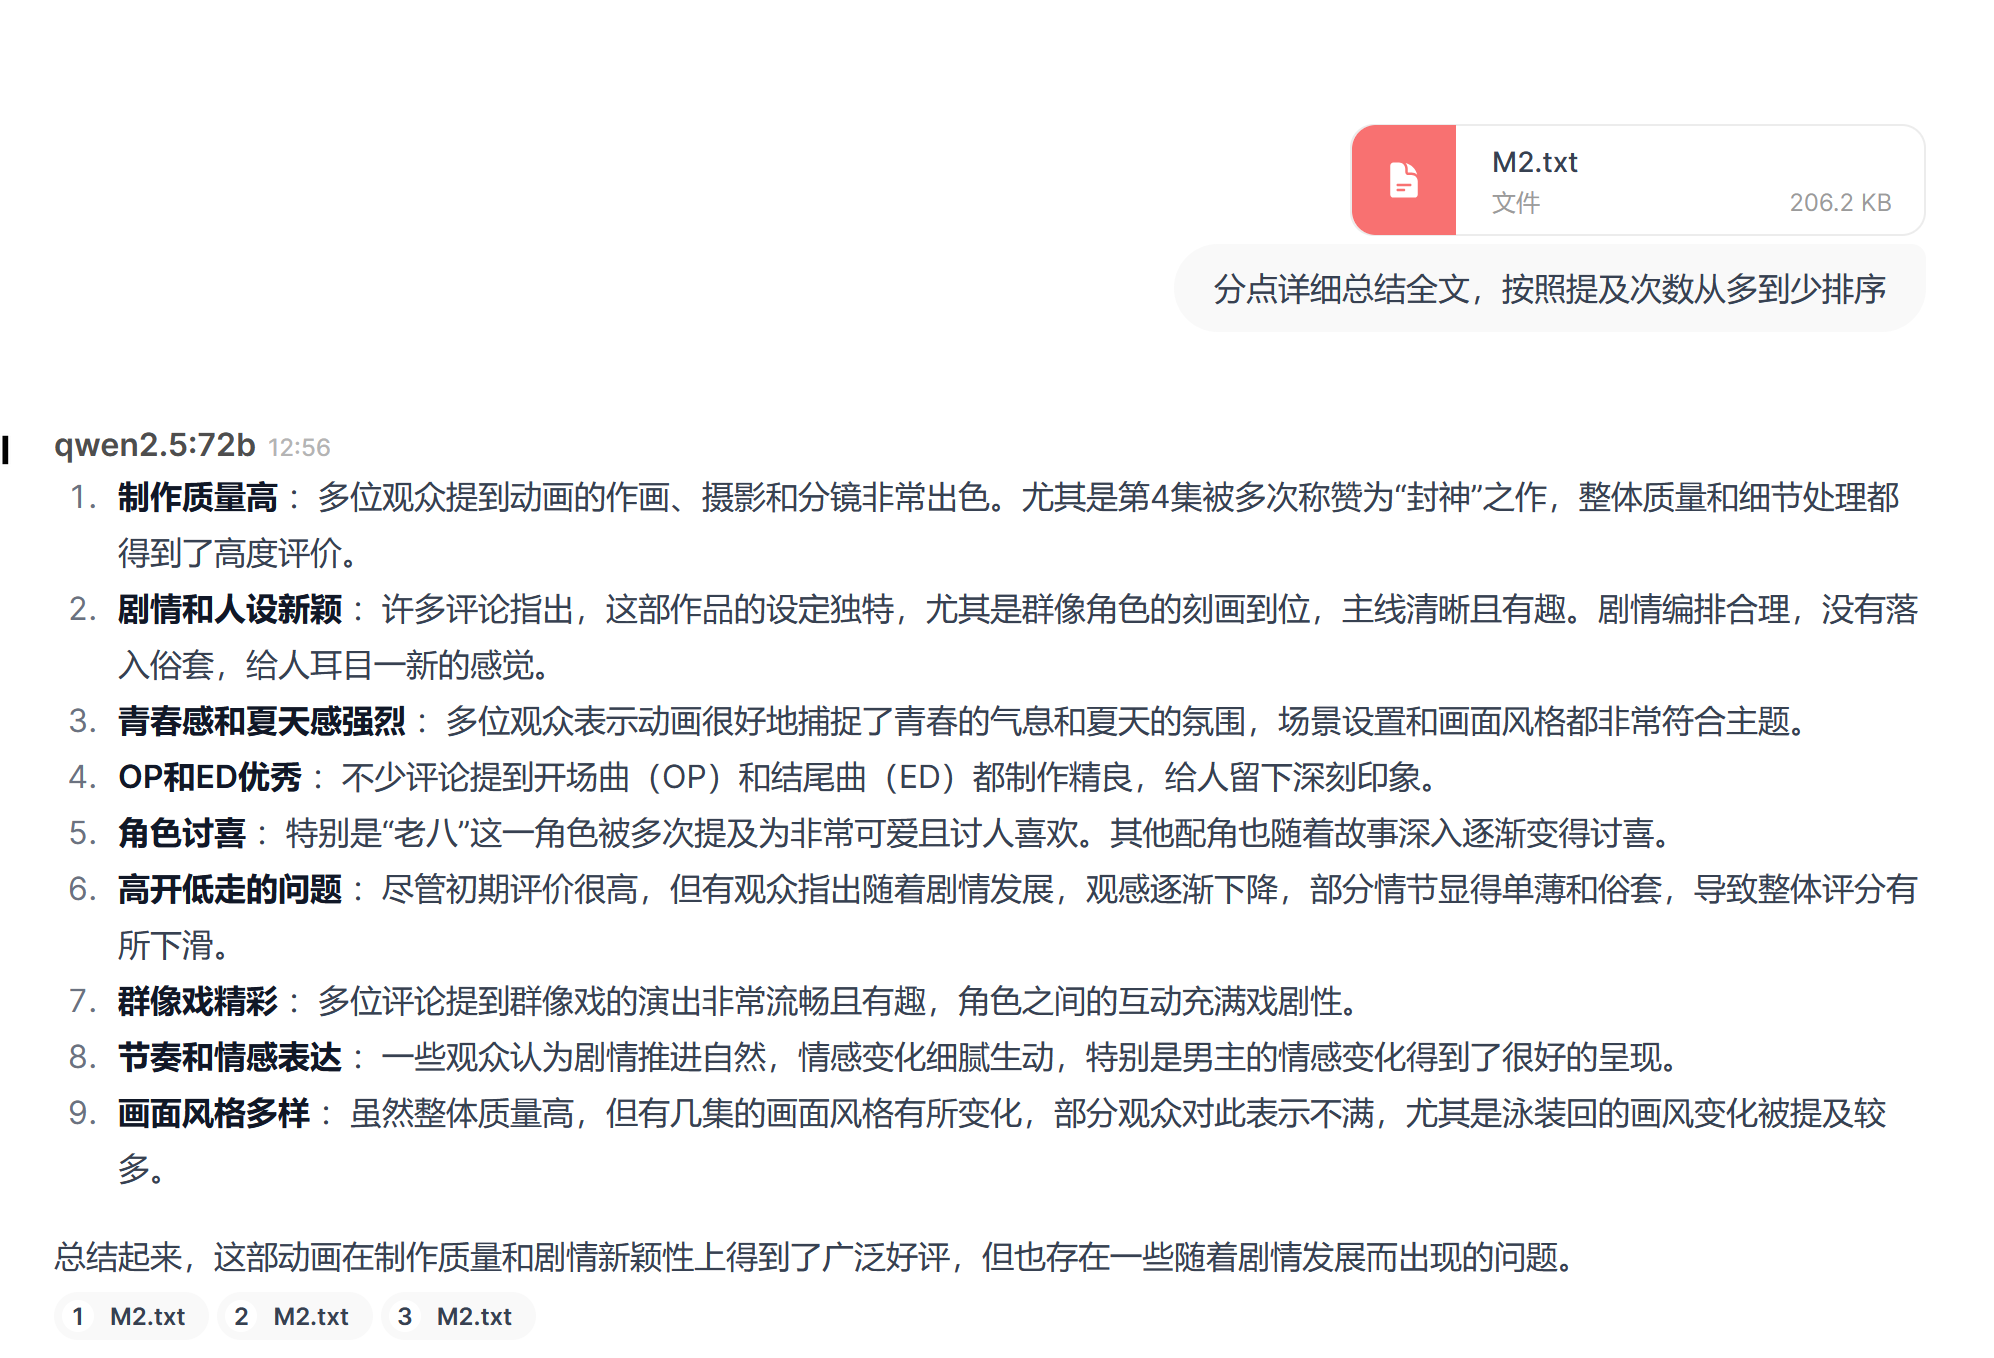 M2.txt
文件 206.2 KB
分点详细总结全文，按照提及次数从多到少排序
qwen2.5:72b 12:56
1. 制作质量高：多位观众提到动画的作画、摄影和分镜非常出色。尤其是第4集被多次称赞为“封神”之作，整体质量和细节处理都
得到了高度评价。
2. 剧情和人设新颖：许多评论指出，这部作品的设定独特，尤其是群像角色的刻画到位，主线清晰且有趣。剧情编排合理，没有落
入俗套，给人耳目一新的感觉。
3. 青春感和夏天感强烈：多位观众表示动画很好地捕捉了青春的气息和夏天的氛围，场景设置和画面风格都非常符合主题。
4. OP和ED优秀：不少评论提到开场曲（OP）和结尾曲（ED）都制作精良，给人留下深刻印象。
5. 角色讨喜：特别是“老八”这一角色被多次提及为非常可爱且讨人喜欢。其他配角也随着故事深入逐渐变得讨喜。
6. 高开低走的问题：尽管初期评价很高，但有观众指出随着剧情发展，观感逐渐下降，部分情节显得单薄和俗套，导致整体评分有
所下滑。
7. 群像戏精彩：多位评论提到群像戏的演出非常流畅且有趣，角色之间的互动充满戏剧性。
8. 节奏和情感表达：一些观众认为剧情推进自然，情感变化细腻生动，特别是男主的情感变化得到了很好的呈现。
9. 画面风格多样：虽然整体质量高，但有几集的画面风格有所变化，部分观众对此表示不满，尤其是泳装回的画风变化被提及较
多。
总结起来，这部动画在制作质量和剧情新颖性上得到了广泛好评，但也存在一些随着剧情发展而出现的问题。
1 M2.txt 2 M2.txt 3 M2.txt